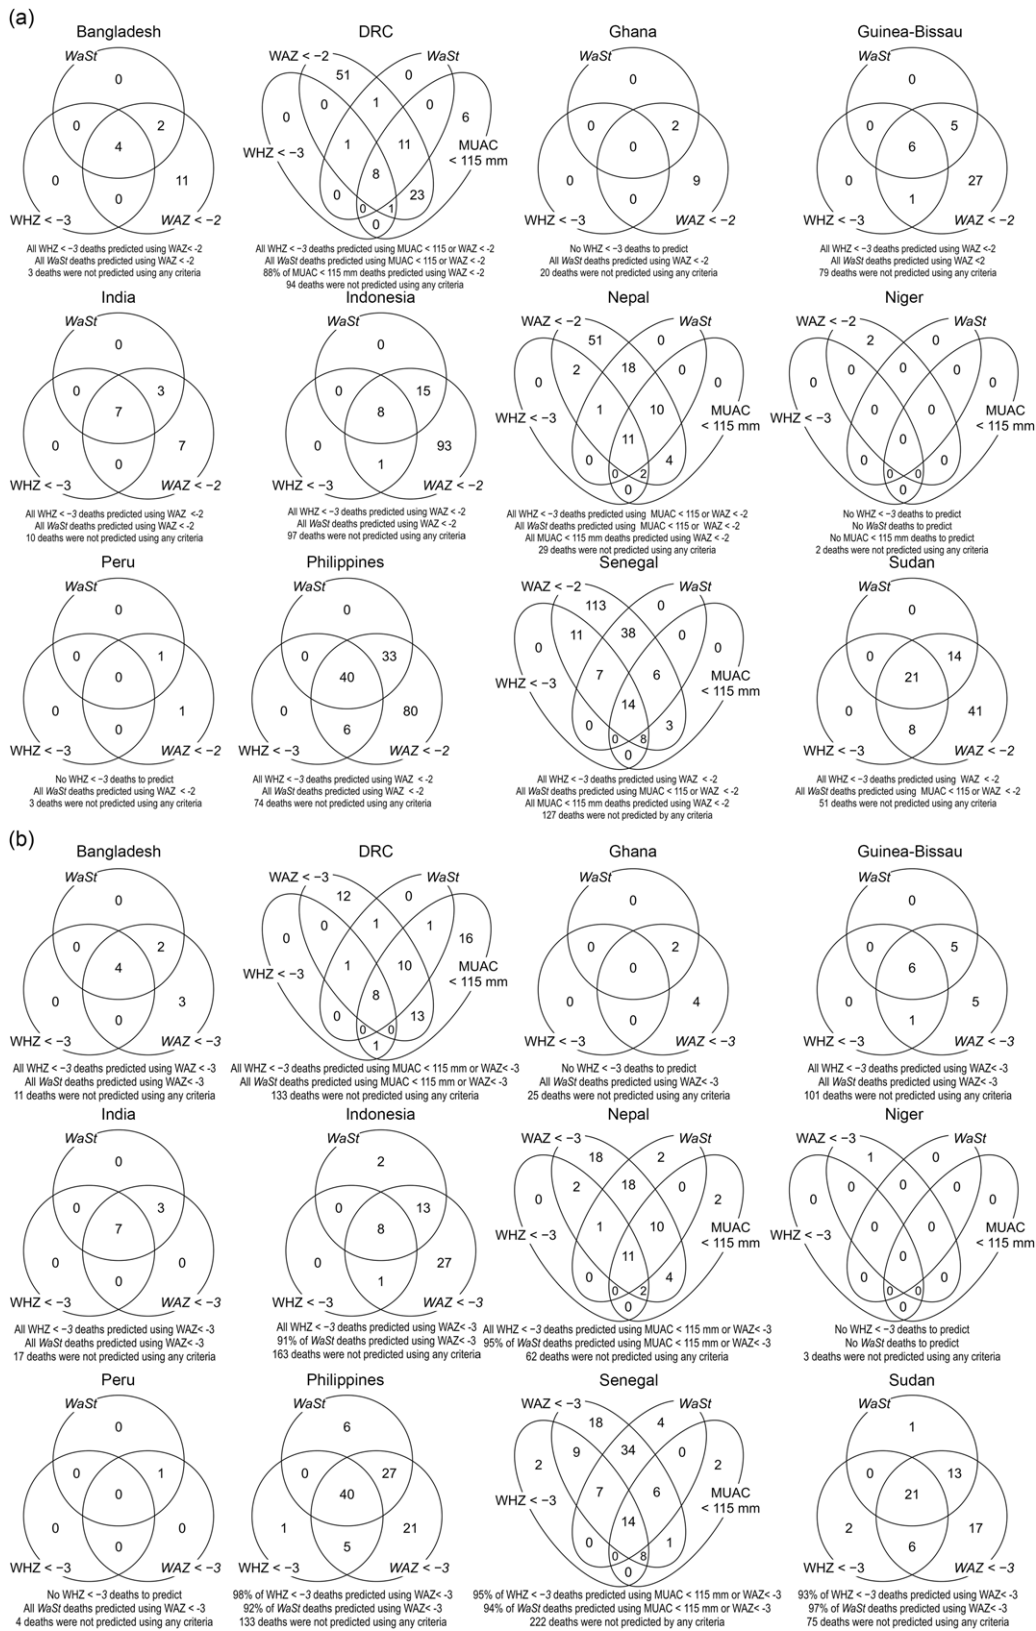 (a)
Bangladesh
WaSt
0
0
2
4
0
11
0
WHZ < −3
WAZ < −2
All WHZ < −3 deaths predicted using WAZ< -2
All WaSt deaths predicted using WAZ < -2
3 deaths were not predicted using any criteria
DRC
WAZ < −2
WaSt
51
0
0
1
0
0
6
1
11
MUAC
< 115 mm
WHZ < −3
8
0
23
0
1
0
All WHZ < −3 deaths predicted using MUAC < 115 or WAZ < -2
All WaSt deaths predicted using MUAC < 115 or WAZ < -2
88% of MUAC < 115 mm deaths predicted using WAZ < -2
94 deaths were not predicted using any criteria
Ghana
WaSt
0
0
2
0
0
9
0
WHZ < −3
WAZ < −2
No WHZ < −3 deaths to predict
All WaSt deaths predicted using WAZ < -2
20 deaths were not predicted using any criteria
Guinea-Bissau
WaSt
0
0
5
6
0
27
1
WHZ < −3
WAZ < −2
All WHZ < −3 deaths predicted using WAZ <-2
All WaSt deaths predicted using WAZ <2
79 deaths were not predicted using any criteria
India
WaSt
0
0
3
7
0
7
0
WHZ < −3
WAZ < −2
All WHZ < −3 deaths predicted using WAZ <-2
All WaSt deaths predicted using WAZ < -2
10 deaths were not predicted using any criteria
Indonesia
WaSt
0
0
15
8
0
93
1
WHZ < −3
WAZ < −2
All WHZ < −3 deaths predicted using WAZ < -2
All WaSt deaths predicted using WAZ < -2
97 deaths were not predicted using any criteria
Nepal
WAZ < −2
WaSt
51
0
2
18
0
0
0
1
10
MUAC
< 115 mm
WHZ < −3
11
0
4
0
2
0
All WHZ < −3 deaths predicted using MUAC < 115 or WAZ < -2
All WaSt deaths predicted using MUAC < 115 or WAZ < -2
All MUAC < 115 mm deaths predicted using WAZ < -2
29 deaths were not predicted using any criteria
Niger
WAZ < −2
WaSt
2
0
0
0
0
0
0
0
0
MUAC
< 115 mm
WHZ < −3
0
0
0
0
0
0
No WHZ < −3 deaths to predict
No WaSt deaths to predict
No MUAC < 115 mm deaths to predict
2 deaths were not predicted using any criteria
Peru
WaSt
0
0
1
0
0
1
0
WHZ < −3
WAZ < −2
No WHZ < −3 deaths to predict
All WaSt deaths predicted using WAZ < -2
3 deaths were not predicted using any criteria
Philippines
WaSt
0
0
33
40
0
80
6
WHZ < −3
WAZ < −2
All WHZ < −3 deaths predicted using WAZ < -2
All WaSt deaths predicted using WAZ < -2
74 deaths were not predicted using any criteria
Senegal
WAZ < −2
WaSt
113
0
11
38
0
0
0
7
6
MUAC
< 115 mm
WHZ < −3
14
0
3
0
8
0
All WHZ < −3 deaths predicted using WAZ < -2
All WaSt deaths predicted using MUAC < 115 or WAZ < -2
All MUAC < 115 mm deaths predicted using WAZ < -2
127 deaths were not predicted by any criteria
Sudan
WaSt
0
0
14
21
0
41
8
WHZ < −3
WAZ < −2
All WHZ < −3 deaths predicted using WAZ < -2
All WaSt deaths predicted using MUAC < 115 or WAZ < -2
51 deaths were not predicted using any criteria
(b)
Bangladesh
WaSt
0
0
2
4
0
3
0
WHZ < −3
WAZ < −3
All WHZ < −3 deaths predicted using WAZ< -3
All WaSt deaths predicted using WAZ< -3
11 deaths were not predicted using any criteria
DRC
WAZ < −3
WaSt
12
0
0
1
1
0
16
1
10
MUAC
< 115 mm
WHZ < −3
8
0
13
0
0
1
All WHZ < −3 deaths predicted using MUAC < 115 mm or WAZ< -3
All WaSt deaths predicted using MUAC < 115 mm or WAZ< -3
133 deaths were not predicted using any criteria
Ghana
WaSt
0
0
2
0
0
4
0
WHZ < −3
WAZ < −3
No WHZ < −3 deaths to predict
All WaSt deaths predicted using WAZ< -3
25 deaths were not predicted using any criteria
Guinea-Bissau
WaSt
0
0
5
6
0
5
1
WHZ < −3
WAZ < −3
All WHZ < −3 deaths predicted using WAZ< -3
All WaSt deaths predicted using WAZ< -3
101 deaths were not predicted using any criteria
India
WaSt
0
0
3
7
0
0
0
WHZ < −3
WAZ < −3
All WHZ < −3 deaths predicted using WAZ< -3
All WaSt deaths predicted using WAZ< -3
17 deaths were not predicted using any criteria
Indonesia
WaSt
2
0
13
8
0
27
1
WHZ < −3
WAZ < −3
All WHZ < −3 deaths predicted using WAZ< -3
91% of WaSt deaths predicted using WAZ< -3
163 deaths were not predicted using any criteria
Nepal
WAZ < −3
WaSt
18
2
2
18
0
0
2
1
10
MUAC
< 115 mm
WHZ < −3
11
0
4
0
2
0
All WHZ < −3 deaths predicted using MUAC < 115 mm or WAZ< -3
95% of WaSt deaths predicted using MUAC < 115 mm or WAZ< -3
62 deaths were not predicted using any criteria
Niger
WAZ < −3
WaSt
1
0
0
0
0
0
0
0
0
MUAC
< 115 mm
WHZ < −3
0
0
0
0
0
0
No WHZ < −3 deaths to predict
No WaSt deaths to predict
3 deaths were not predicted using any criteria
Peru
WaSt
0
0
1
0
0
0
0
WHZ < −3
WAZ < −3
No WHZ < −3 deaths to predict
All WaSt deaths predicted using WAZ < -3
4 deaths were not predicted using any criteria
Philippines
WaSt
6
0
27
40
1
21
5
WHZ < −3
WAZ < −3
98% of WHZ < −3 deaths predicted using WAZ< -3
92% of WaSt deaths predicted using WAZ< -3
133 deaths were not predicted using any criteria
Senegal
WAZ < −3
WaSt
18
4
9
34
0
2
2
7
6
MUAC
< 115 mm
WHZ < −3
14
0
1
0
8
0
95% of WHZ < −3 deaths predicted using MUAC < 115 mm or WAZ< -3
94% of WaSt deaths predicted using MUAC < 115 mm or WAZ< -3
222 deaths were not predicted by any criteria
Sudan
WaSt
1
0
13
21
2
17
6
WHZ < −3
WAZ < −3
93% of WHZ < −3 deaths predicted using WAZ< -3
97% of WaSt deaths predicted using WAZ< -3
75 deaths were not predicted using any criteria